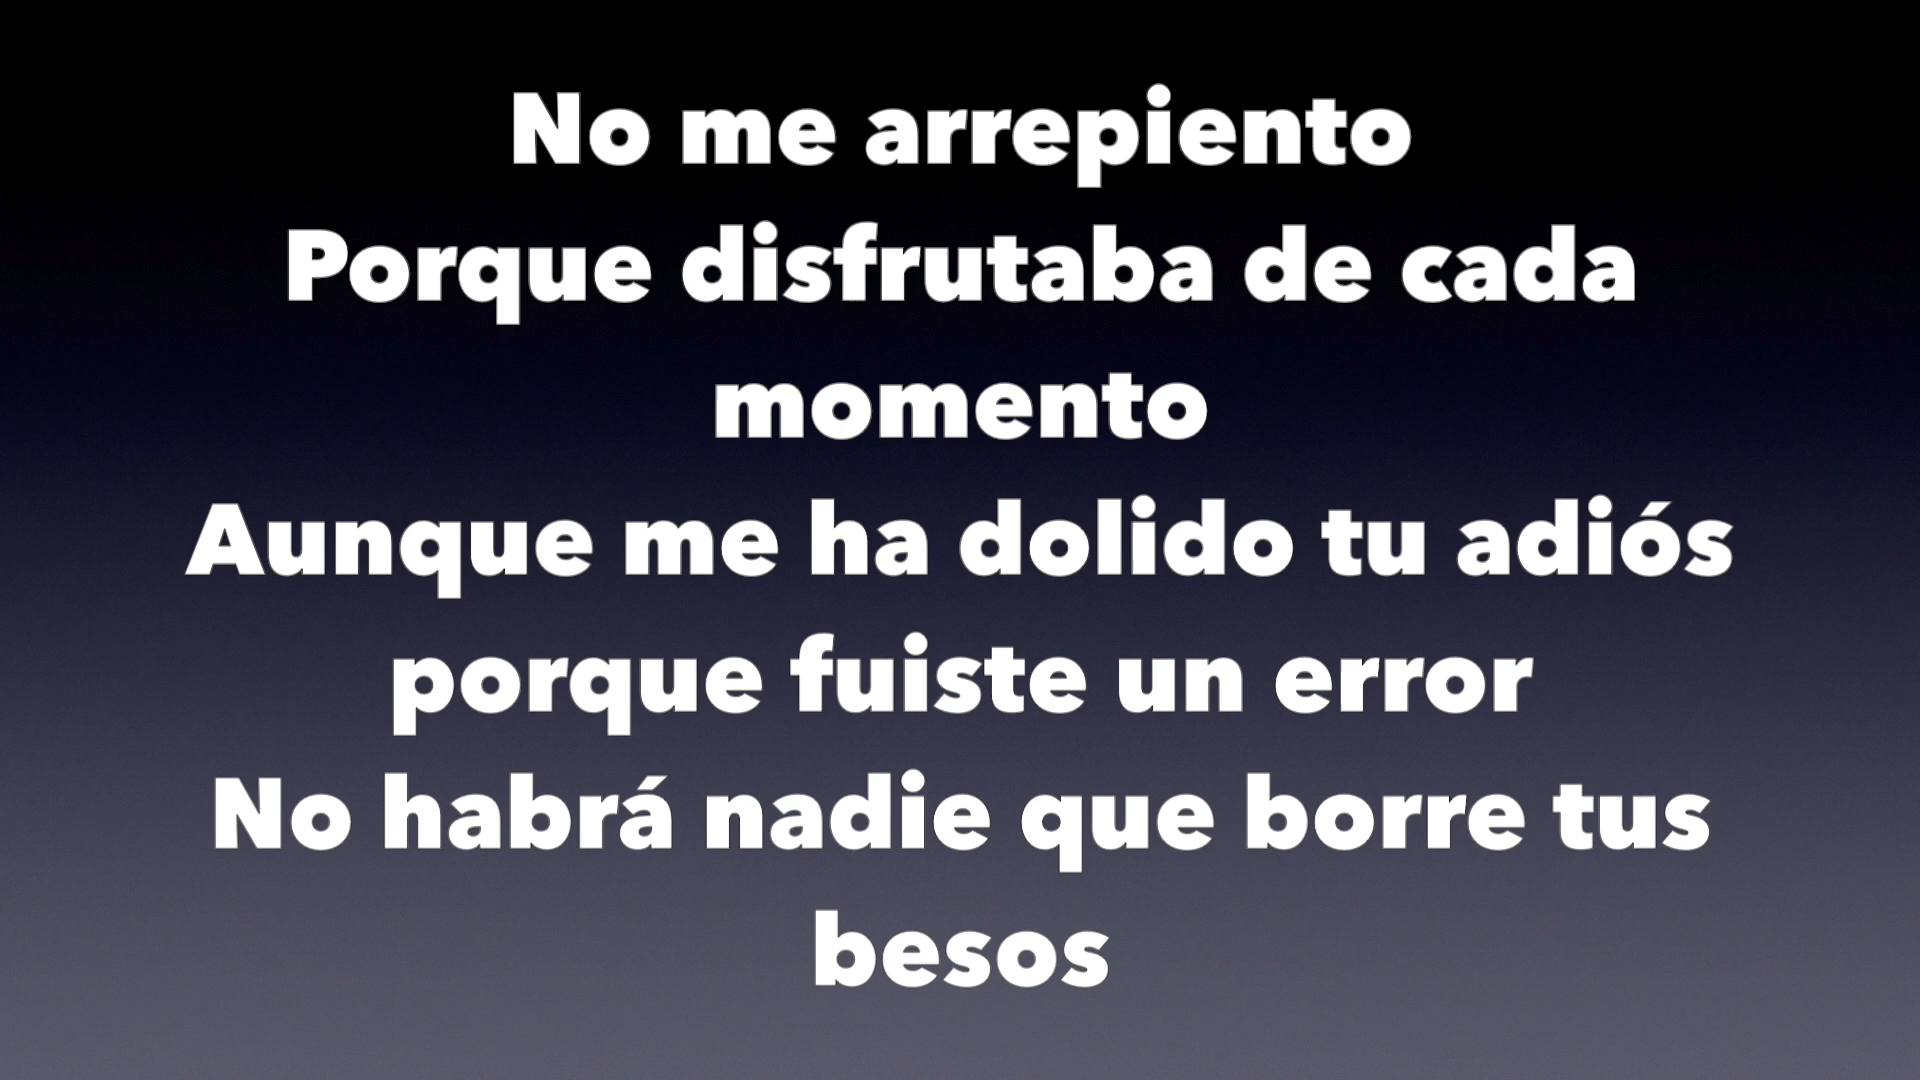 No me arrepiento
Porque disfrutaba de cada
momento
Aunque me ha dolido tu adiós
porque fuiste un error
No habrá nadie que borre tus
besos